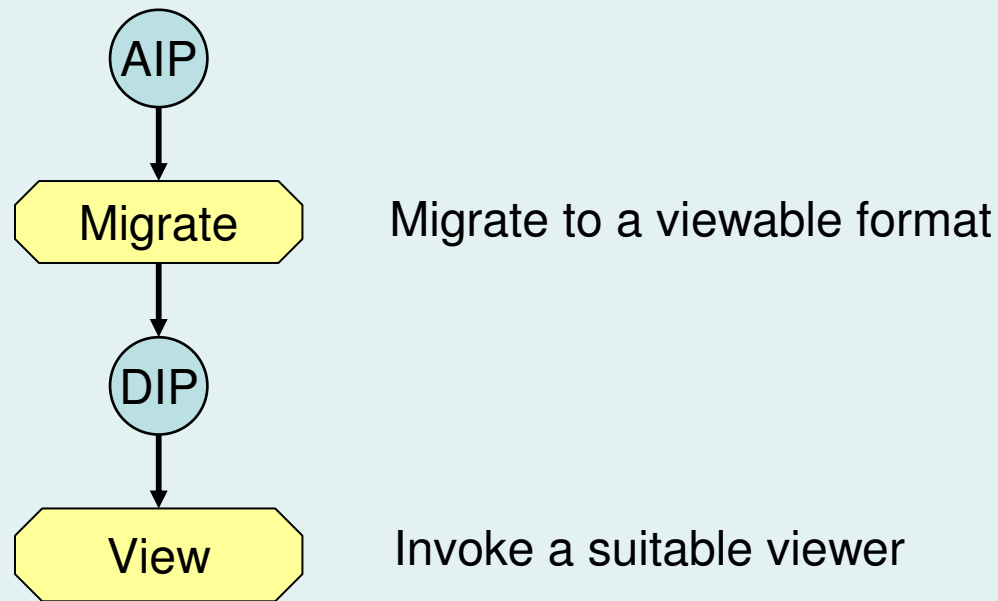 AIP
Migrate
Migrate to a viewable format
DIP
View
Invoke a suitable viewer